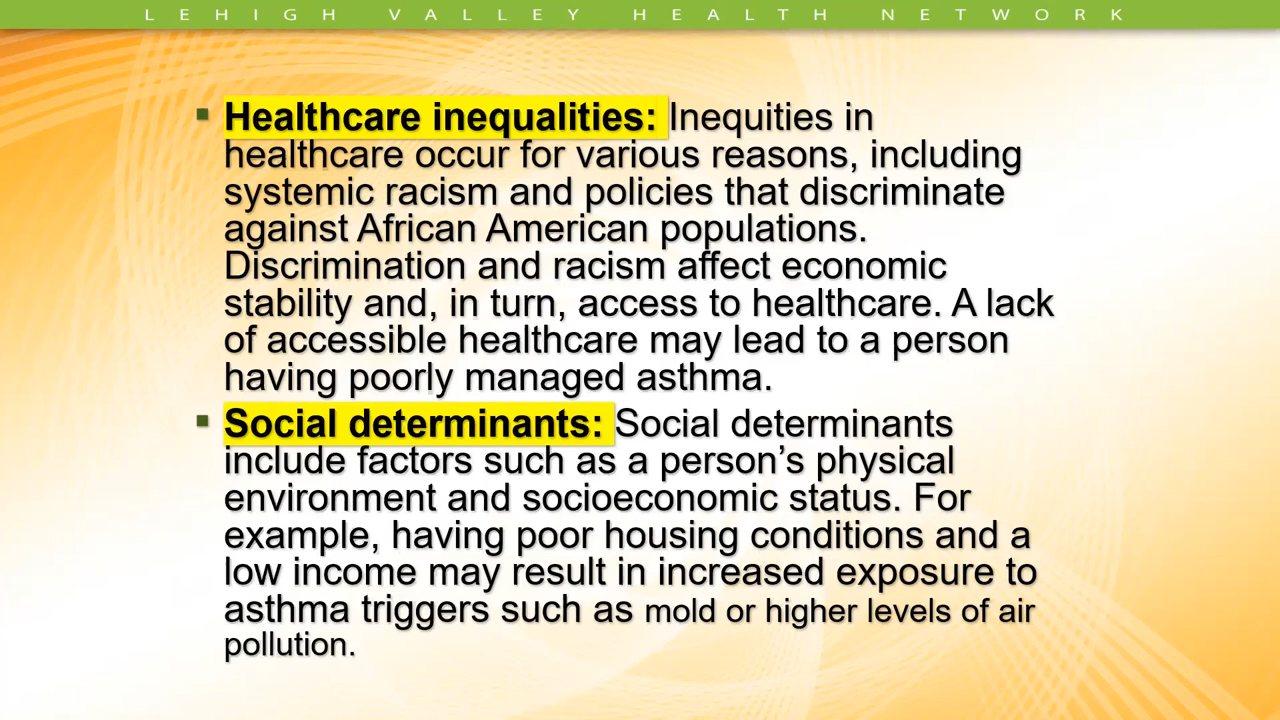 LEHIGH VALLEY HEALTH NETWORK
▪ Healthcare inequalities: Inequities in
healthcare occur for various reasons, including
systemic racism and policies that discriminate
against African American populations.
Discrimination and racism affect economic
stability and, in turn, access to healthcare. A lack
of accessible healthcare may lead to a person
having poorly managed asthma.
▪ Social determinants: Social determinants
include factors such as a person’s physical
environment and socioeconomic status. For
example, having poor housing conditions and a
low income may result in increased exposure to
asthma triggers such as mold or higher levels of air
pollution.